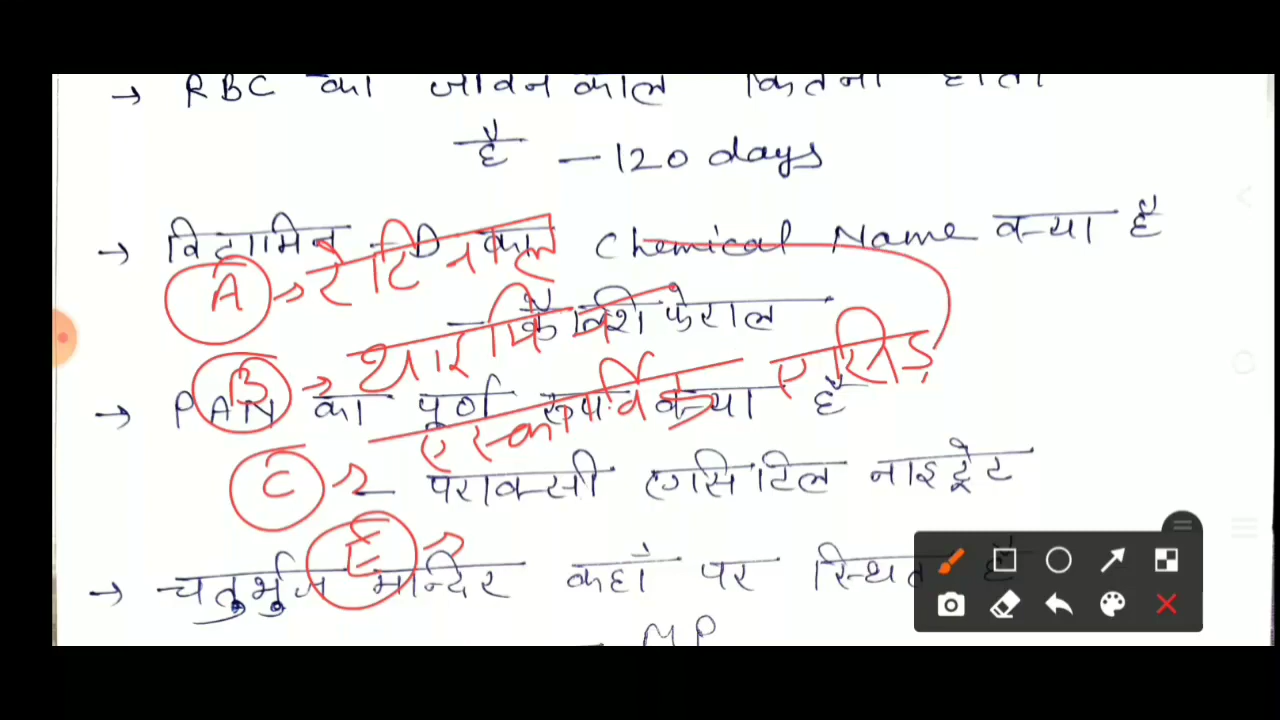 → RBC का जीवन काल कितना होता
है — 120 days
→ विटामिन - D का Chemical Name क्या है
A → रेटिनॉल
— कैल्शिफेराल
B → थायमिन
→ PAN का पूर्ण रूप क्या है
C → एस्कार्बिक एसिड
— पराक्सी एसिटिल नाइट्रेट
E →
→ चतुर्भुज मन्दिर कहाँ पर स्थित है
— MP